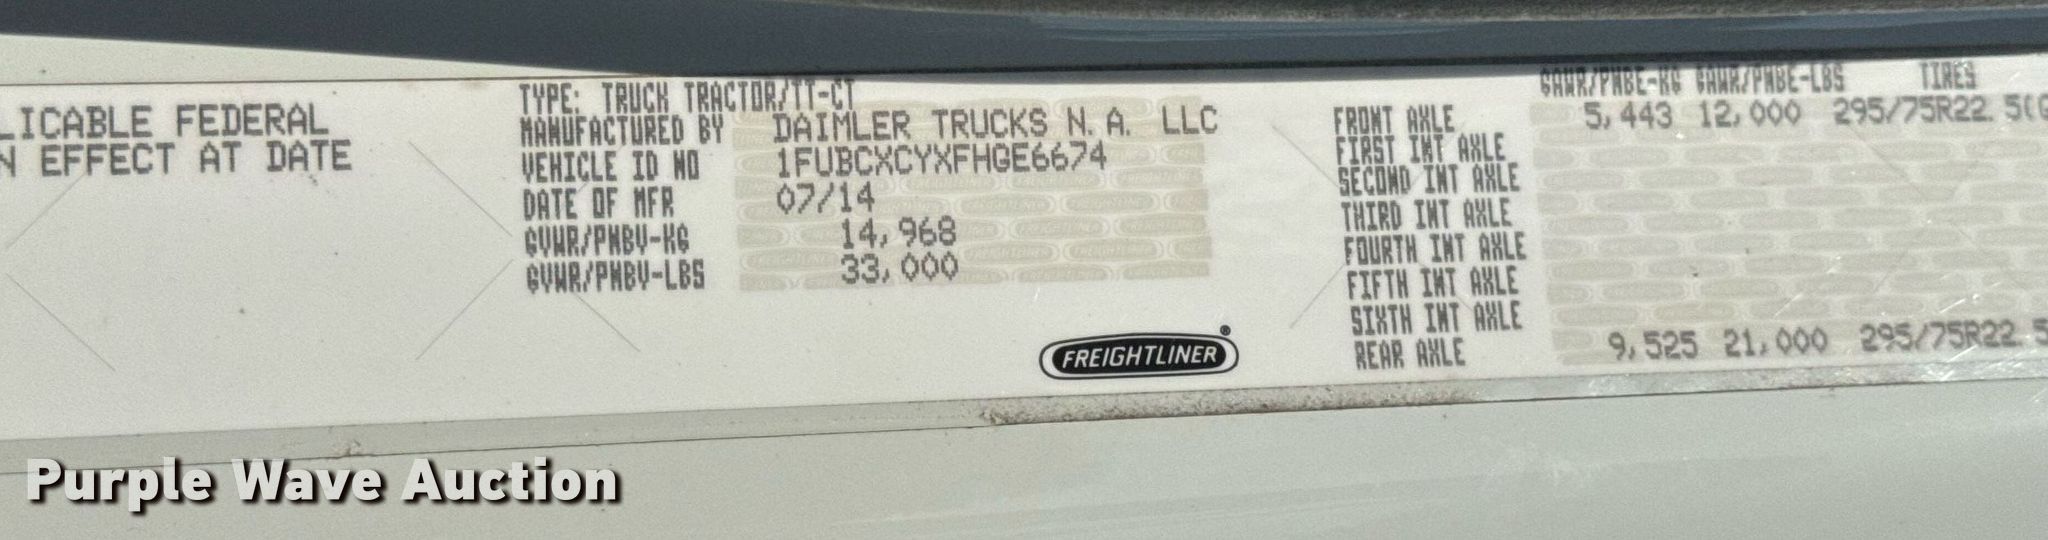 LICABLE FEDERAL
N EFFECT AT DATE
TYPE: TRUCK TRACTOR/TT-CT
MANUFACTURED BY DAIMLER TRUCKS N.A. LLC
VEHICLE ID NO 1FUBCXCYXFHGE6674
DATE OF MFR 07/14
GVWR/PNBV-KG 14,968
GVWR/PNBV-LBS 33,000
FREIGHTLINER®
GAWR/PNBE-KG GAWR/PNBE-LBS TIRES
FRONT AXLE 5,443 12,000 295/75R22.5(G
FIRST INT AXLE
SECOND INT AXLE
THIRD INT AXLE
FOURTH INT AXLE
FIFTH INT AXLE
SIXTH INT AXLE
REAR AXLE 9,525 21,000 295/75R22.5
Purple Wave Auction